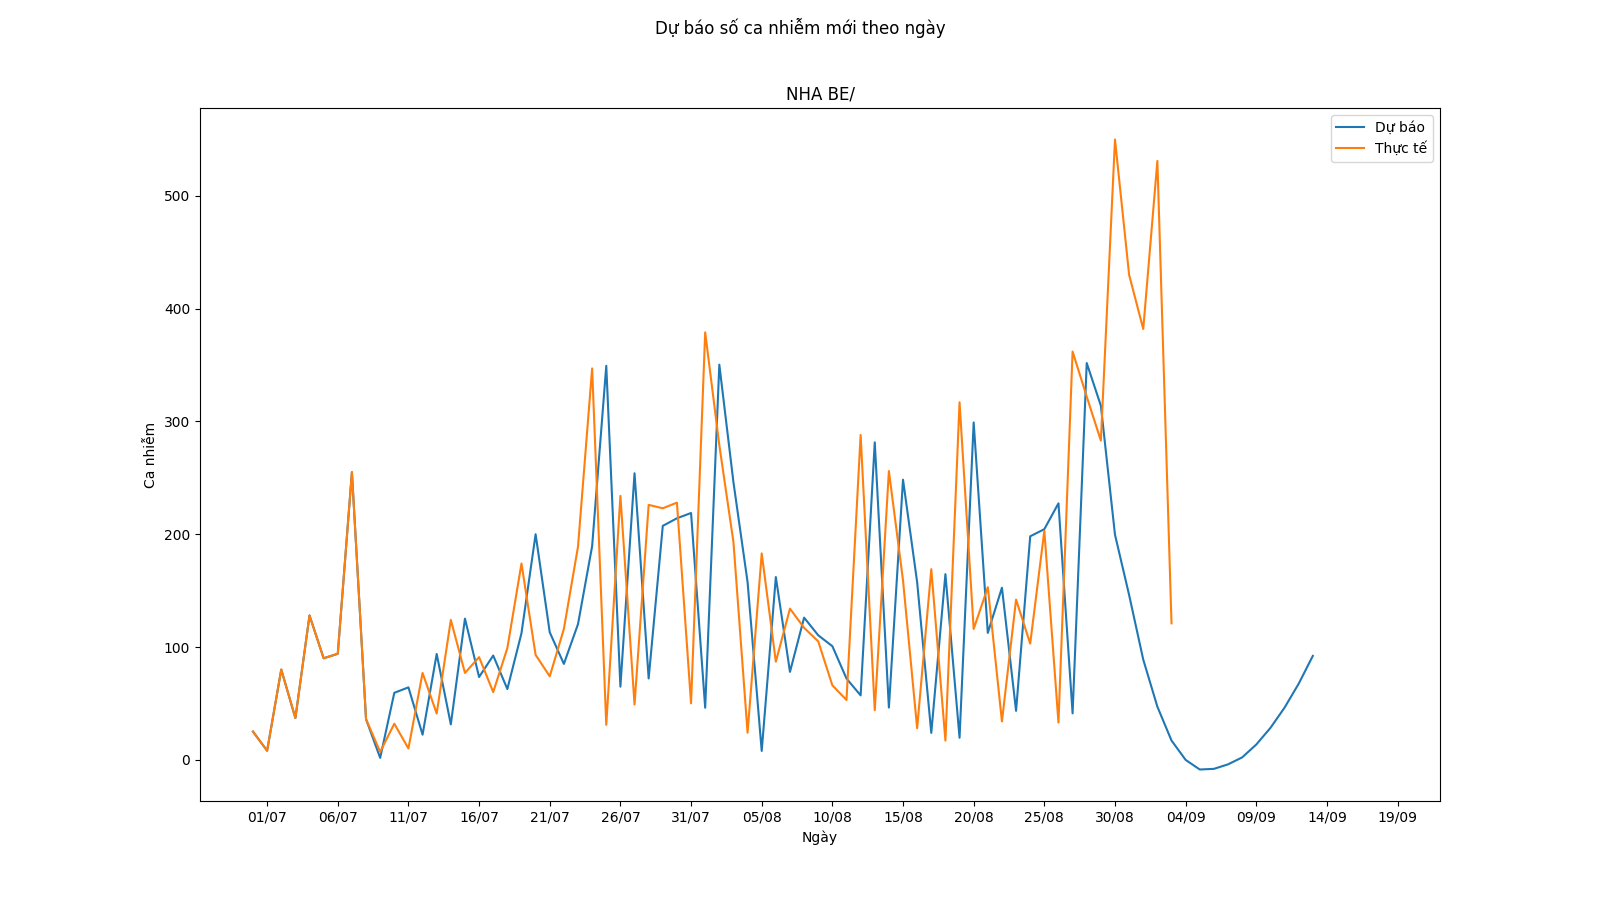 Dự báo số ca nhiễm mới theo ngày
NHA BE/
Dự báo
Thực tế
500
400
300
200
100
0
Ca nhiễm
01/07 06/07 11/07 16/07 21/07 26/07 31/07 05/08 10/08 15/08 20/08 25/08 30/08 04/09 09/09 14/09 19/09
Ngày